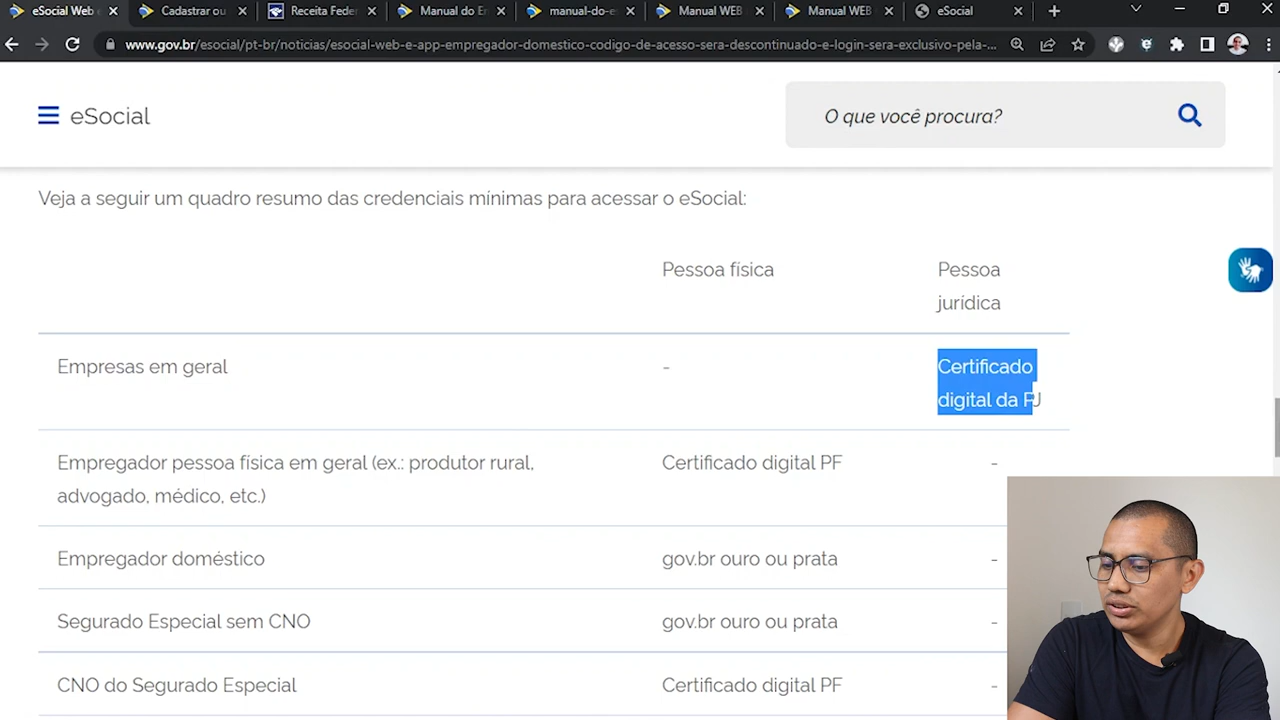 eSocial Web e
Cadastrar ou
Receita Feder
Manual do E
manual-do-e
Manual WEB
Manual WEB
eSocial
www.gov.br/esocial/pt-br/noticias/esocial-web-e-app-empregador-domestico-codigo-de-acesso-sera-descontinuado-e-login-sera-exclusivo-pela-...
eSocial
O que você procura?
Veja a seguir um quadro resumo das credenciais mínimas para acessar o eSocial:
Pessoa física
Pessoa
jurídica
Empresas em geral
-
Certificado
digital da PJ
Empregador pessoa física em geral (ex.: produtor rural,
advogado, médico, etc.)
Certificado digital PF
-
Empregador doméstico
gov.br ouro ou prata
-
Segurado Especial sem CNO
gov.br ouro ou prata
-
CNO do Segurado Especial
Certificado digital PF
-